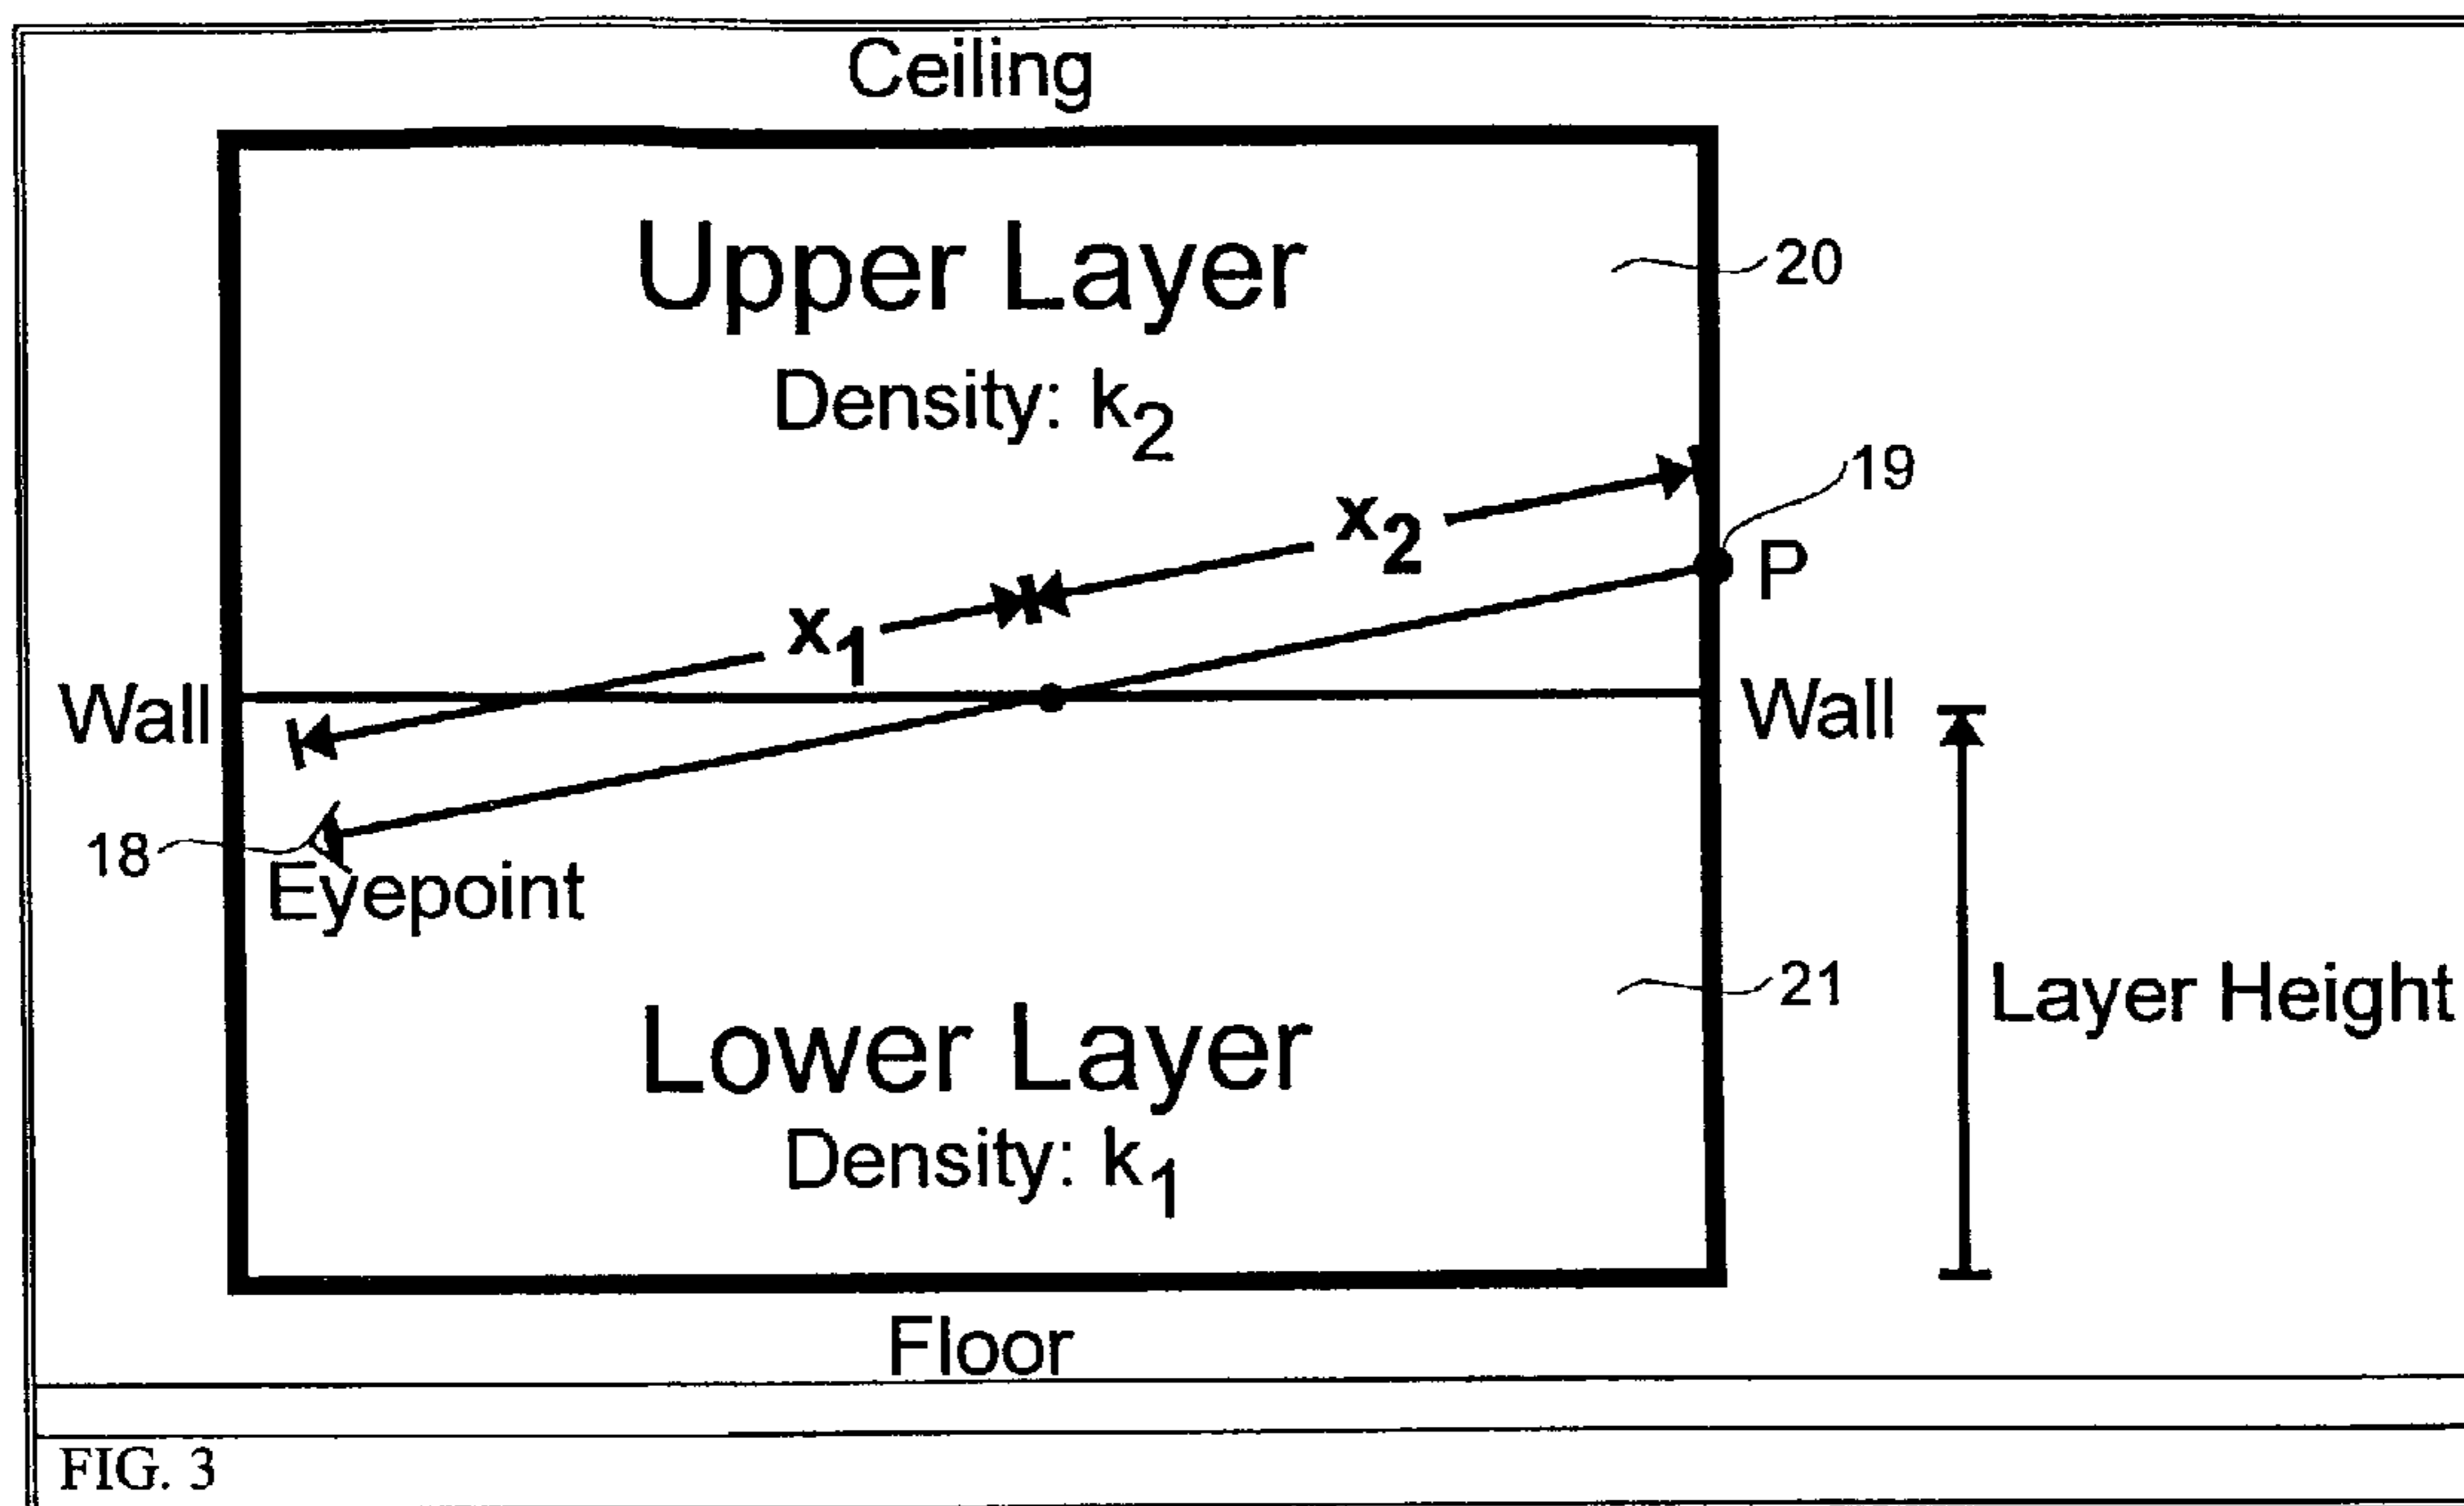 Ceiling
Upper Layer
20
Density: k2
19
x2
P
x1
Wall
Wall
18
Eyepoint
21
Layer Height
Lower Layer
Density: k1
Floor
FIG. 3